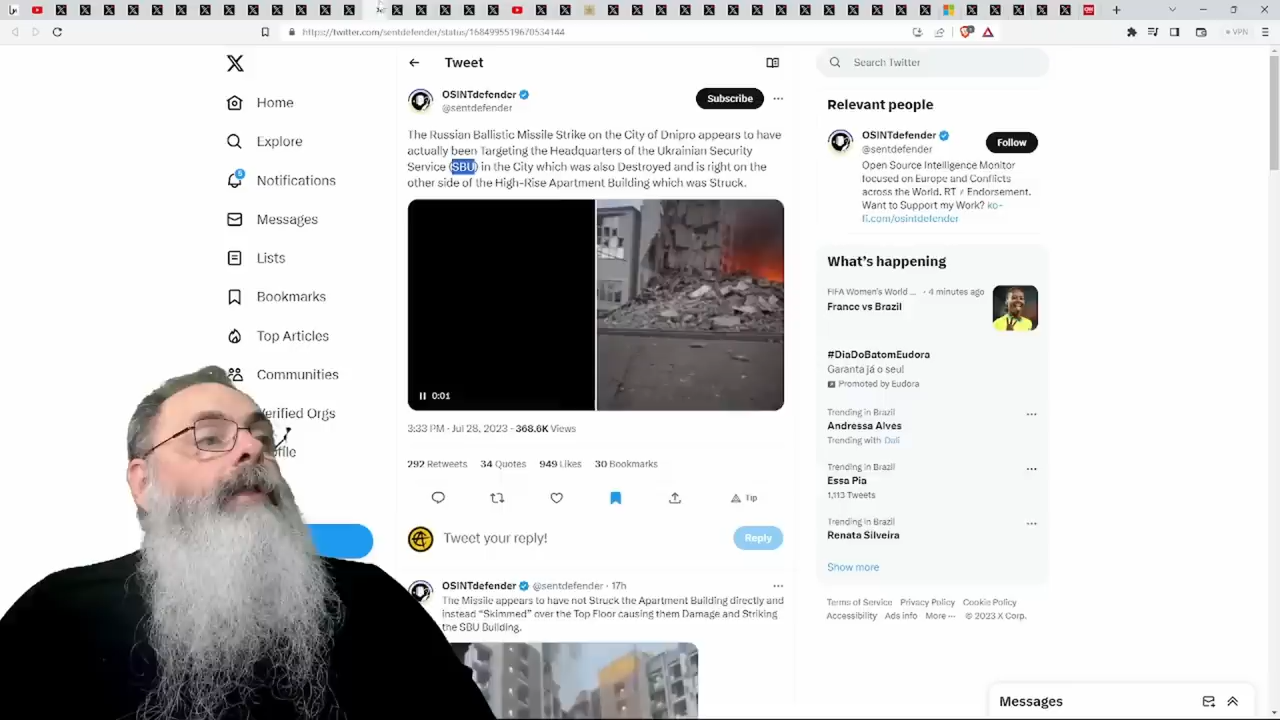 https://twitter.com/sentdefender/status/1684995519670534144
VPN
Tweet
Search Twitter
Home
Explore
6
Notifications
Messages
Lists
Bookmarks
Top Articles
Communities
Verified Orgs
OSINTdefender
@sentdefender
Subscribe
The Russian Ballistic Missile Strike on the City of Dnipro appears to have
actually been Targeting the Headquarters of the Ukrainian Security
Service (SBU) in the City which was also Destroyed and is right on the
other side of the High-Rise Apartment Building which was Struck.
0:01
3:33 PM · Jul 28, 2023 · 368.6K Views
292 Retweets 34 Quotes 949 Likes 30 Bookmarks
Tip
Tweet your reply!
Reply
OSINTdefender @sentdefender · 17h
The Missile appears to have not Struck the Apartment Building directly and
instead “Skimmed” over the Top Floor causing them Damage and Striking
the SBU Building.
Relevant people
OSINTdefender
@sentdefender
Follow
Open Source Intelligence Monitor
focused on Europe and Conflicts
across the World. RT ≠ Endorsement.
Want to Support my Work? ko-
fi.com/osintdefender
What’s happening
FIFA Women's World ... · 4 minutes ago
France vs Brazil
#DiaDoBatomEudora
Garanta já o seu!
Promoted by Eudora
Trending in Brazil
Andressa Alves
Trending with
Trending in Brazil
Essa Pia
1,113 Tweets
Trending in Brazil
Renata Silveira
Show more
Terms of Service Privacy Policy Cookie Policy
Accessibility Ads info More ... © 2023 X Corp.
Messages